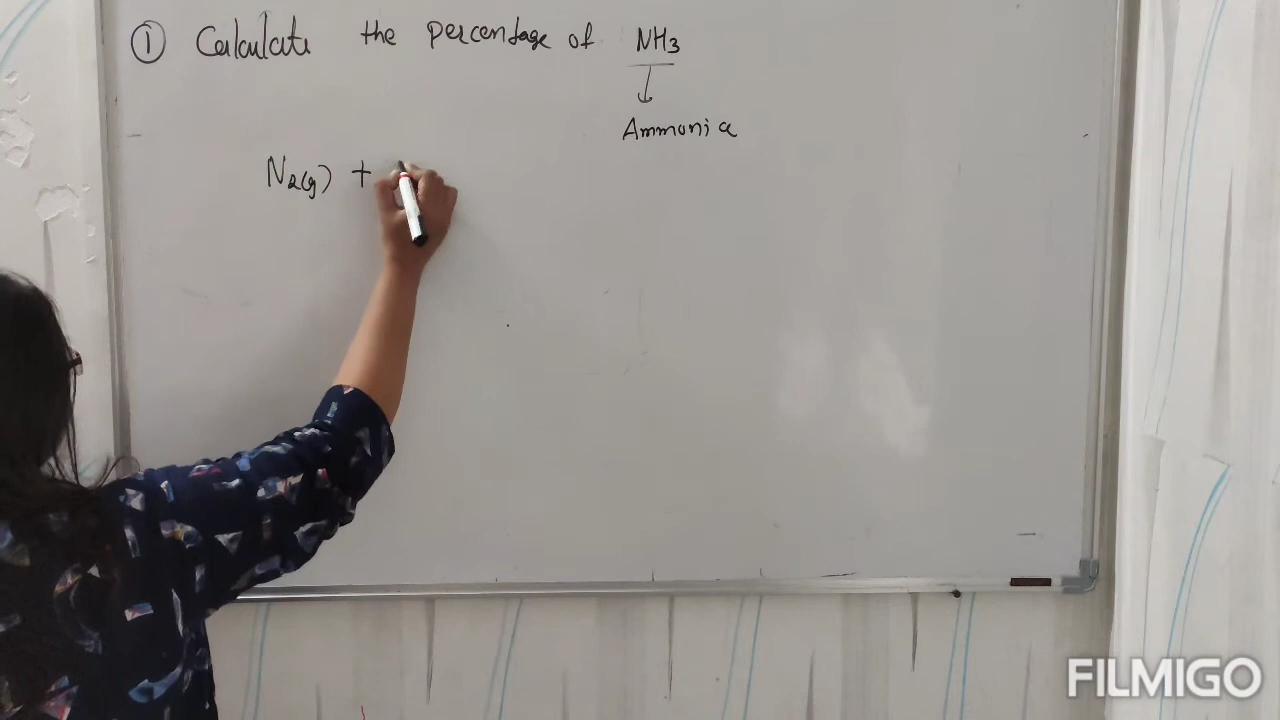 ① Calculate the percentage of NH3
↓
Ammonia
N2(g) +
FILMIGO